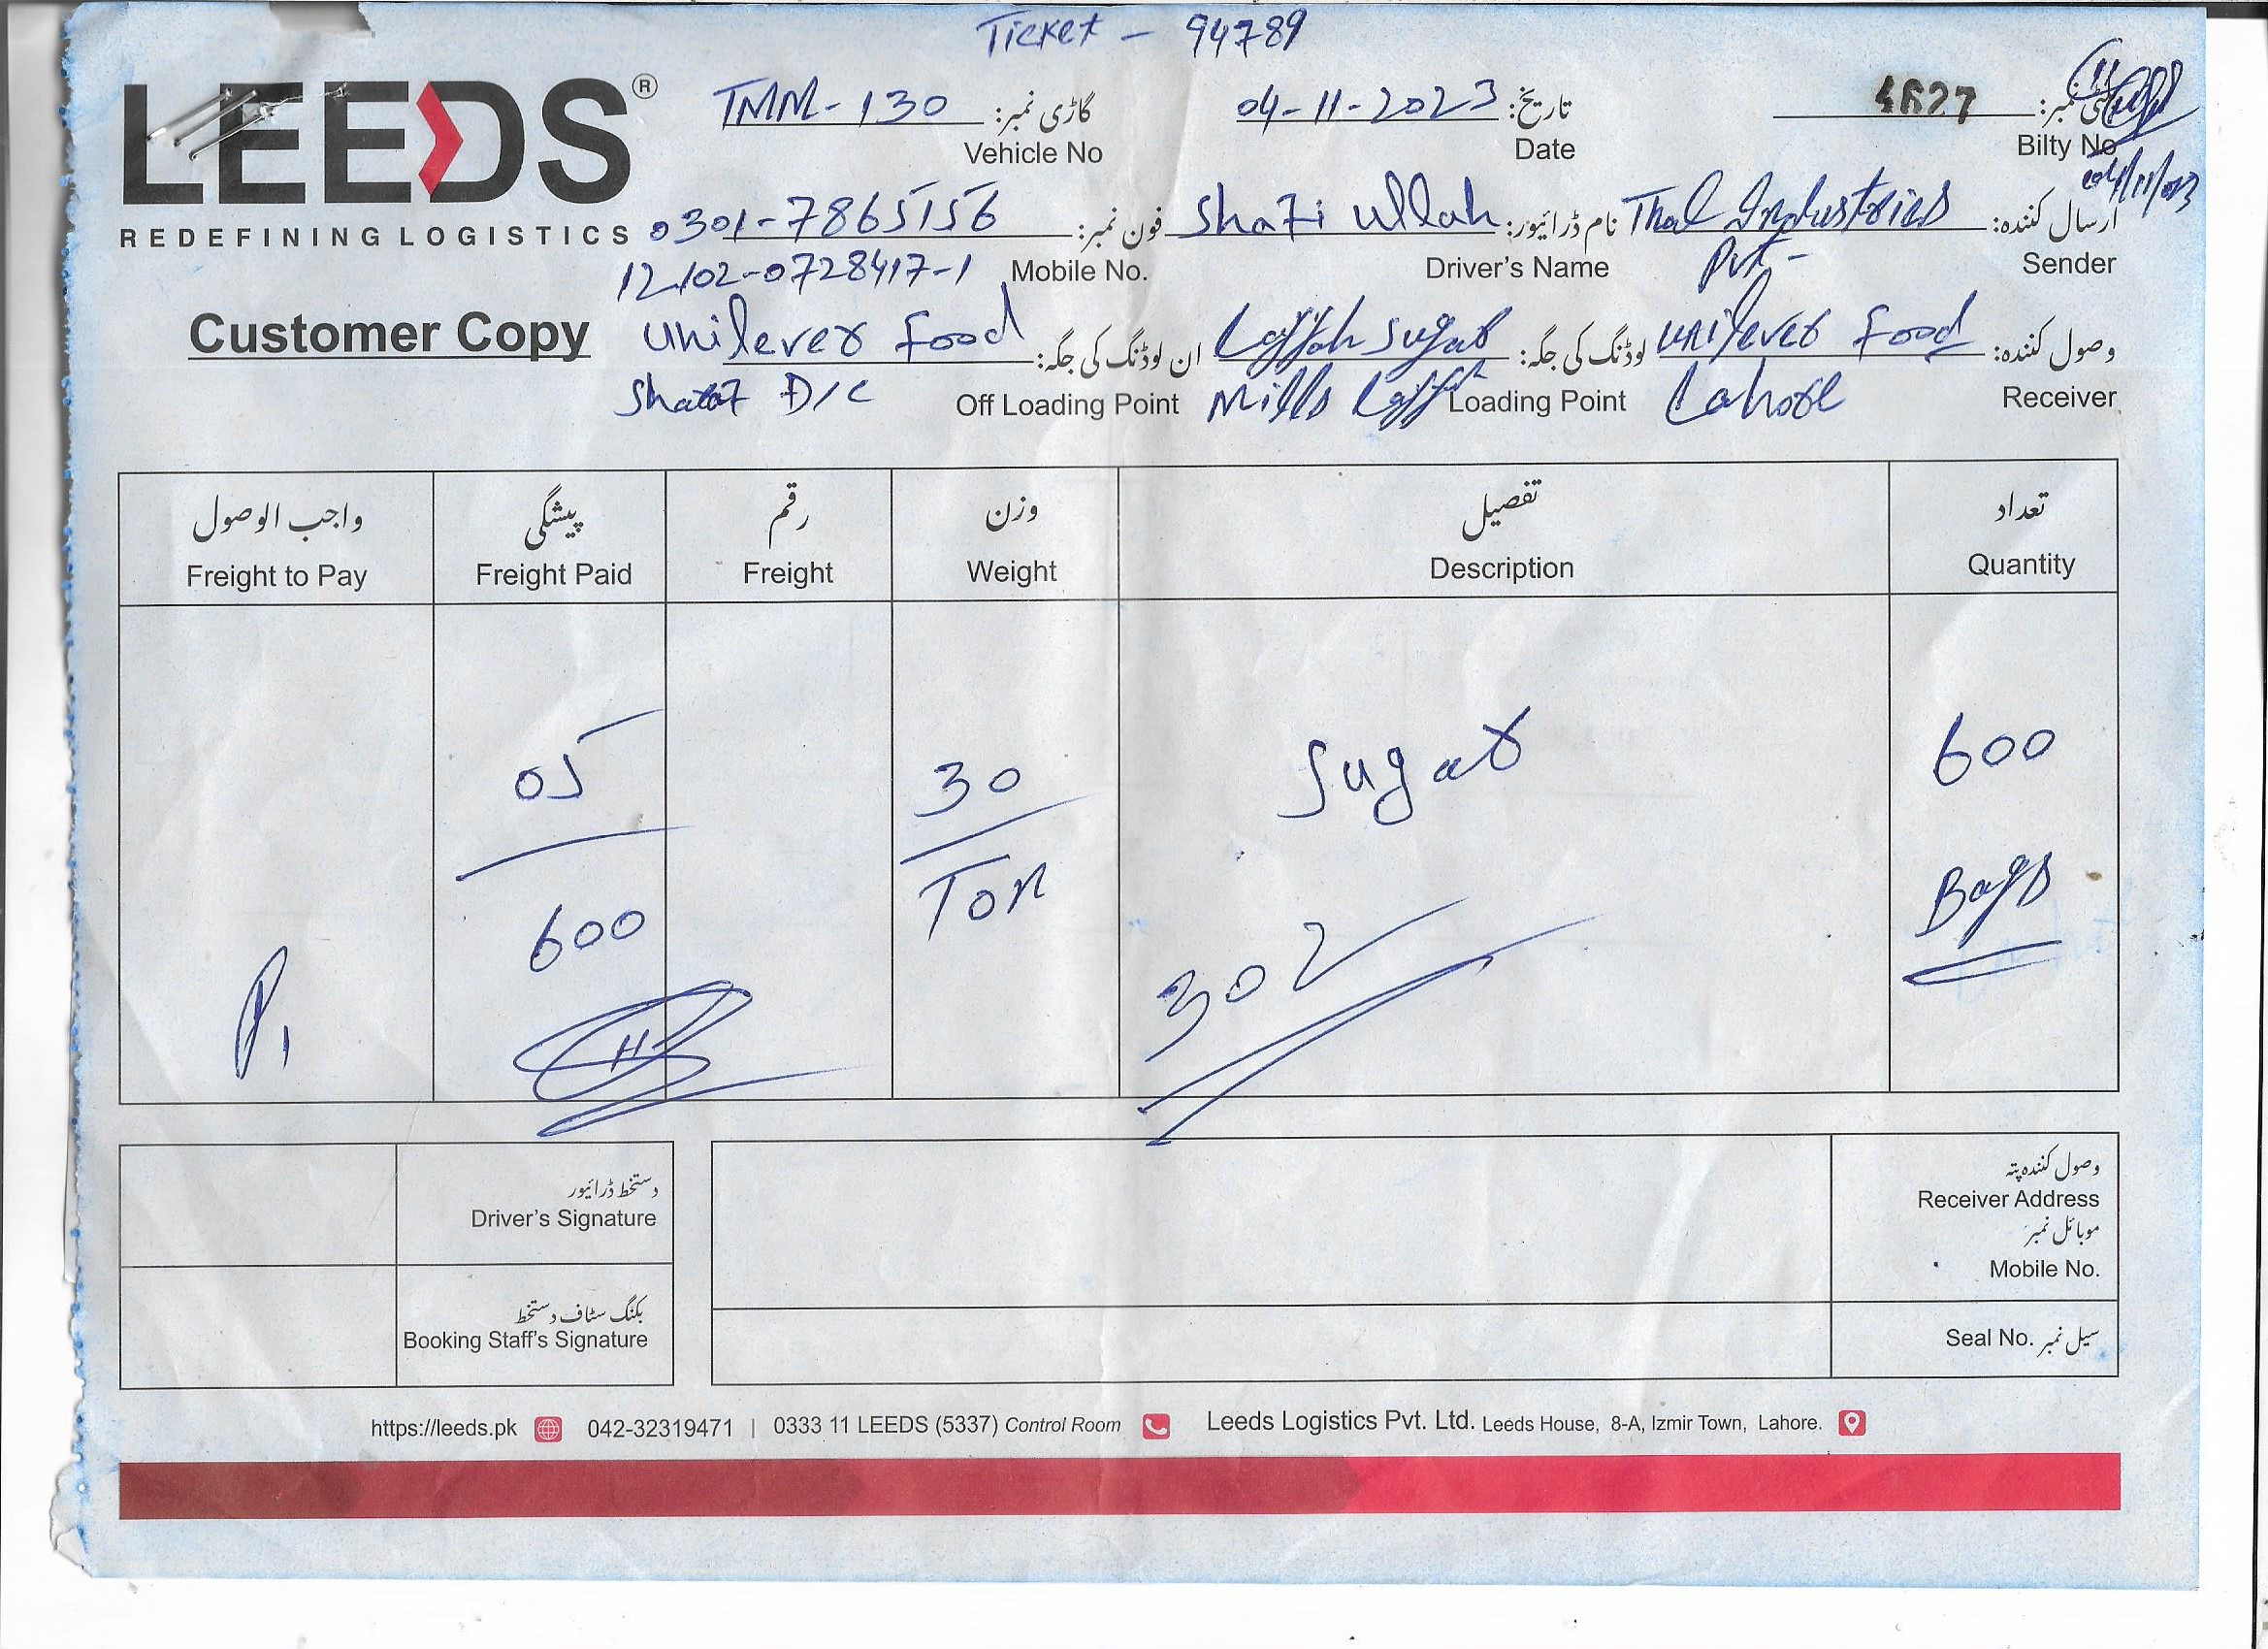 Ticket - 94789
LEEDS®
REDEFINING LOGISTICS
TMM-130 گاڑی نمبر:
Vehicle No
04-11-2023 تاریخ:
Date
4627 نمبر:
Bilty No
04/11/023
0301-7865156 فون نمبر:
12102-0728417-1 Mobile No.
Shafi ullah نام ڈرائیور:
Driver's Name
Thal Industries ارسال کنندہ:
Pvt- Sender
Customer Copy
Unilever Food ان لوڈنگ کی جگہ:
D/C Off Loading Point
Layyah Sugar لوڈنگ کی جگہ:
Mills Layyah Loading Point
Unilever Food وصول کنندہ:
Lahore Receiver
واجب الوصول پیشگی رقم وزن تفصیل تعداد
Freight to Pay Freight Paid Freight Weight Description Quantity
05 30 Sugar 600
600 Ton Bags
302
دستخط ڈرائیور
Driver's Signature
بکنگ سٹاف دستخط
Booking Staff's Signature
وصول کنندہ پتہ
Receiver Address
موبائل نمبر
Mobile No.
Seal No. سیل نمبر
https://leeds.pk 042-32319471 | 0333 11 LEEDS (5337) Control Room Leeds Logistics Pvt. Ltd. Leeds House, 8-A, Izmir Town, Lahore.